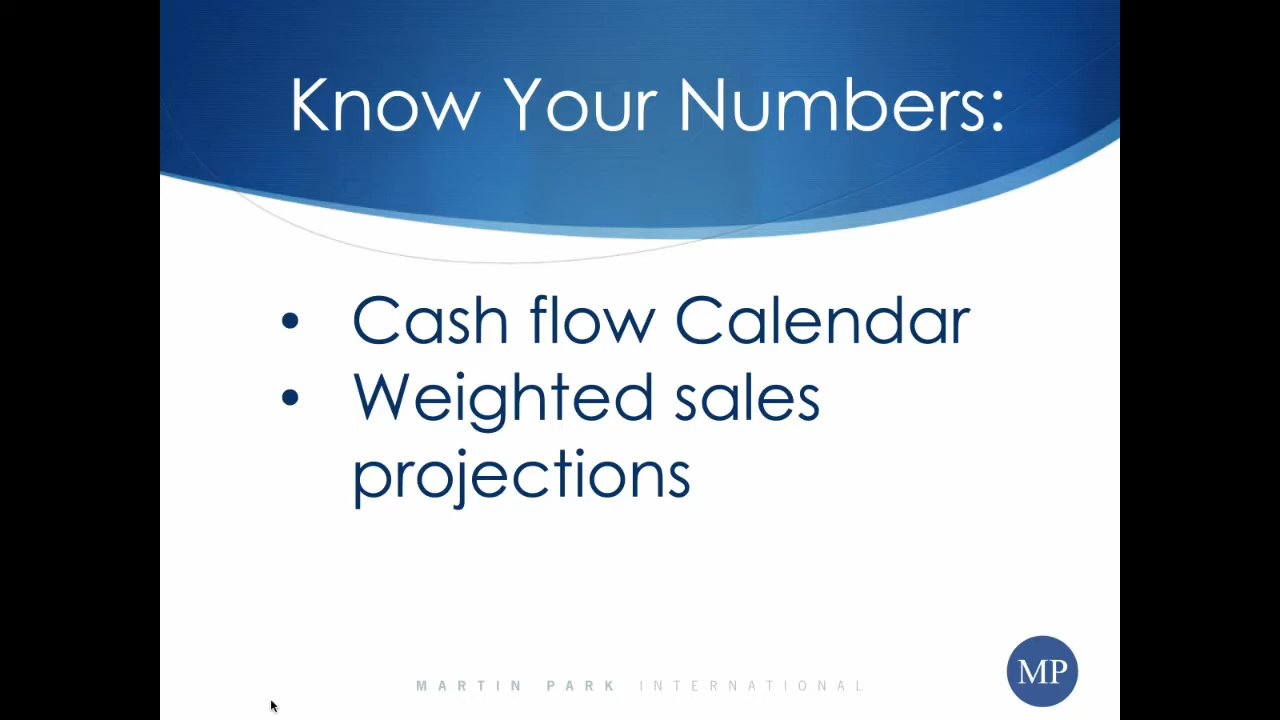 Know Your Numbers:
• Cash flow Calendar
• Weighted sales
projections
MARTIN PARK INTERNATIONAL
MP